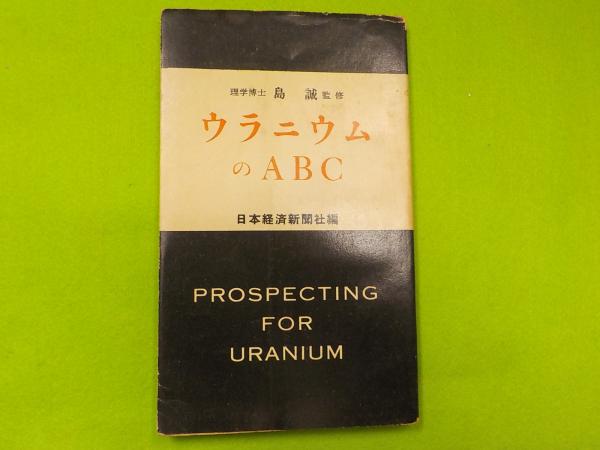 理学博士 島 誠 監修
ウラニウム
のABC
日本経済新聞社編
PROSPECTING
FOR
URANIUM